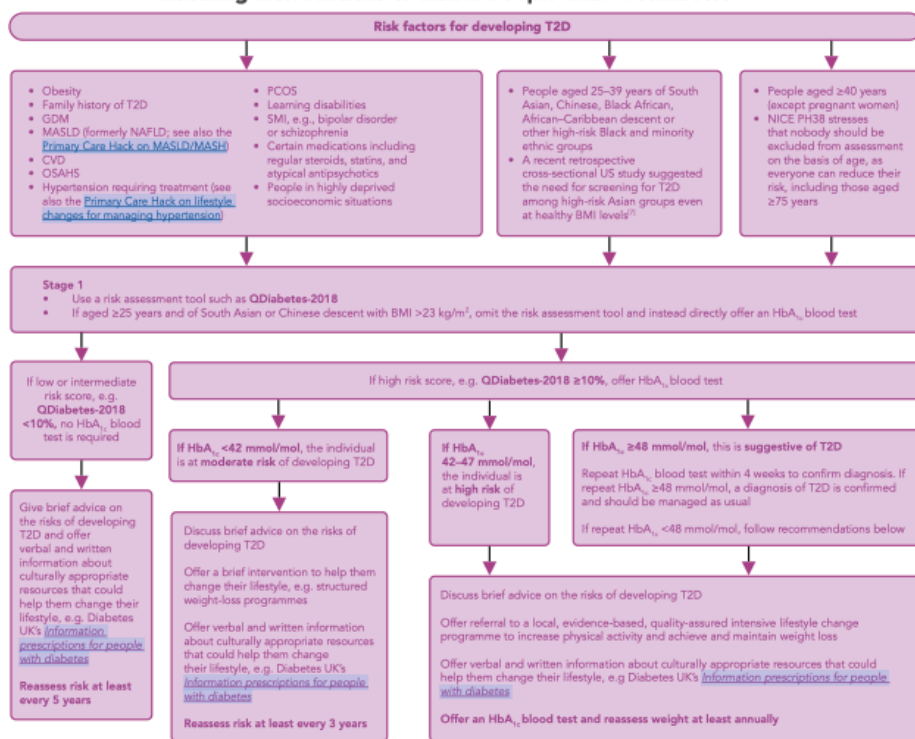 Risk factors for developing T2D
• Obesity
• Family history of T2D
• GDM
• MASLD (formerly NAFLD; see also the
Primary Care Hack on MASLD/MASH)
• CVD
• OSAHS
• Hypertension requiring treatment (see
also the Primary Care Hack on lifestyle
changes for managing hypertension)
• PCOS
• Learning disabilities
• SMI, e.g., bipolar disorder
or schizophrenia
• Certain medications including
regular steroids, statins, and
atypical antipsychotics
• People in highly deprived
socioeconomic situations
• People aged 25–39 years of South
Asian, Chinese, Black African,
African–Caribbean descent or
other high-risk Black and minority
ethnic groups
• A recent retrospective
cross-sectional US study suggested
the need for screening for T2D
among high-risk Asian groups even
at healthy BMI levels[7]
• People aged ≥40 years
(except pregnant women)
• NICE PH38 stresses
that nobody should be
excluded from assessment
on the basis of age, as
everyone can reduce their
risk, including those aged
≥75 years
Stage 1
• Use a risk assessment tool such as QDiabetes-2018
• If aged ≥25 years and of South Asian or Chinese descent with BMI >23 kg/m², omit the risk assessment tool and instead directly offer an HbA1c blood test
If low or intermediate
risk score, e.g.
QDiabetes-2018
<10%, no HbA1c blood
test is required
Give brief advice on
the risks of developing
T2D and offer
verbal and written
information about
culturally appropriate
resources that could
help them change their
lifestyle, e.g. Diabetes
UK's Information
prescriptions for people
with diabetes
Reassess risk at least
every 5 years
If high risk score, e.g. QDiabetes-2018 ≥10%, offer HbA1c blood test
If HbA1c <42 mmol/mol, the individual
is at moderate risk of developing T2D
Discuss brief advice on the risks of
developing T2D
Offer a brief intervention to help them
change their lifestyle, e.g. structured
weight-loss programmes
Offer verbal and written information
about culturally appropriate resources
that could help them change
their lifestyle, e.g. Diabetes UK's
Information prescriptions for people
with diabetes
Reassess risk at least every 3 years
If HbA1c
42–47 mmol/mol,
the individual is
at high risk of
developing T2D
If HbA1c ≥48 mmol/mol, this is suggestive of T2D
Repeat HbA1c blood test within 4 weeks to confirm diagnosis. If
repeat HbA1c ≥48 mmol/mol, a diagnosis of T2D is confirmed
and should be managed as usual
If repeat HbA1c <48 mmol/mol, follow recommendations below
Discuss brief advice on the risks of developing T2D
Offer referral to a local, evidence-based, quality-assured intensive lifestyle change
programme to increase physical activity and achieve and maintain weight loss
Offer verbal and written information about culturally appropriate resources that could
help them change their lifestyle, e.g Diabetes UK's Information prescriptions for people
with diabetes
Offer an HbA1c blood test and reassess weight at least annually